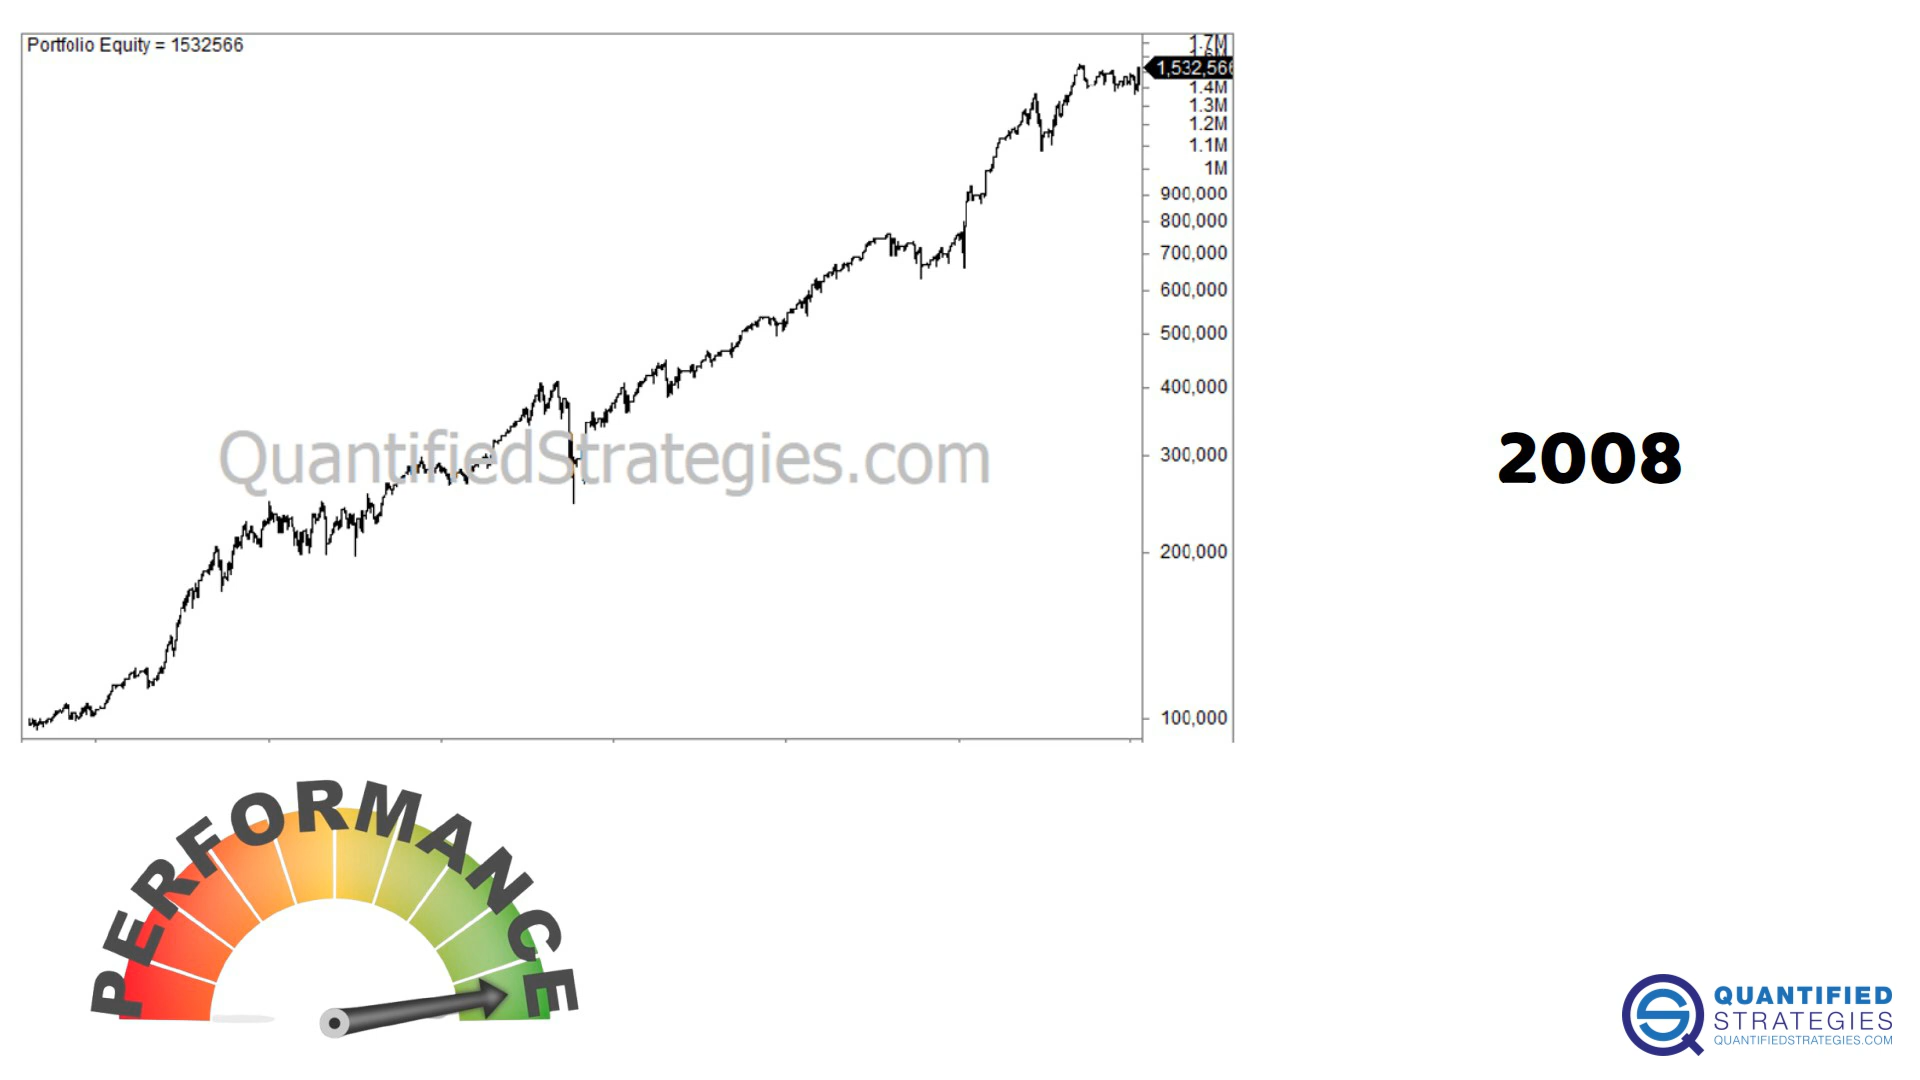 Portfolio Equity = 1532566
1.7M
1,532,566
1.4M
1.3M
1.2M
1.1M
1M
900,000
800,000
700,000
600,000
500,000
400,000
300,000
200,000
100,000
QuantifiedStrategies.com
2008
PERFORMANCE
QUANTIFIED
STRATEGIES
QUANTIFIEDSTRATEGIES.COM